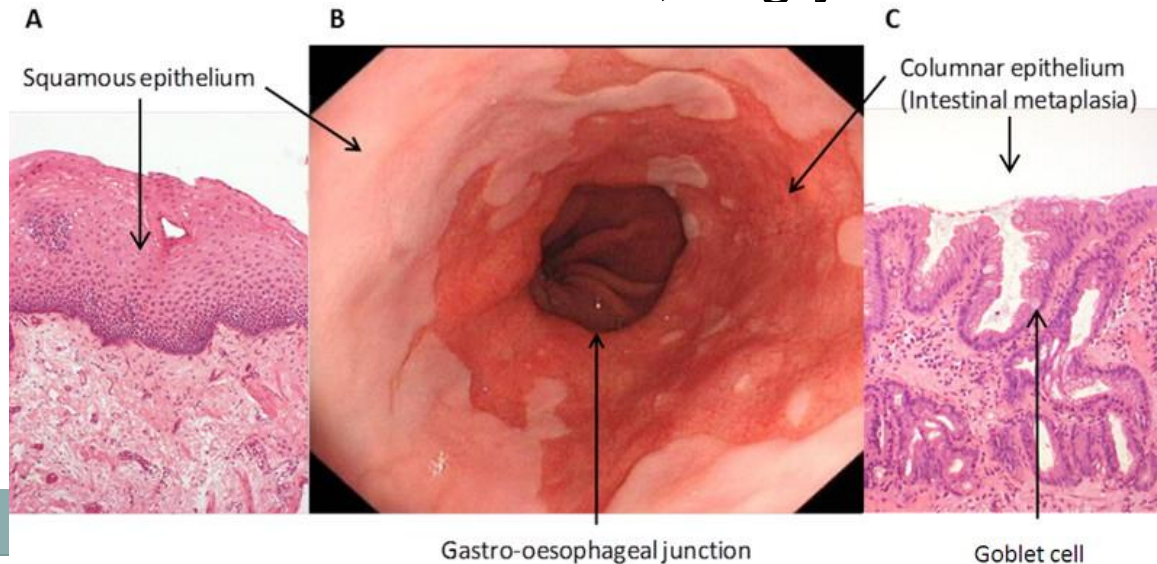 A
B
C
Squamous epithelium
Columnar epithelium
(Intestinal metaplasia)
Gastro-oesophageal junction
Goblet cell